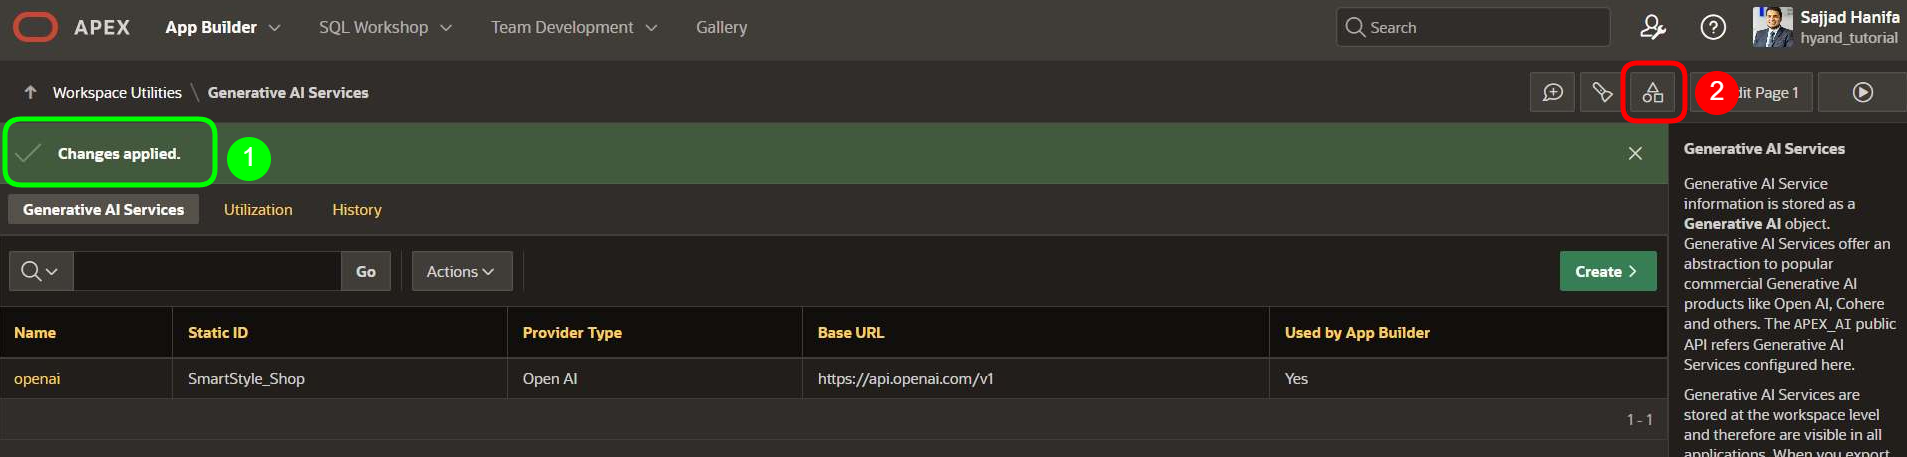 APEX App Builder SQL Workshop Team Development Gallery Search Sajjad Hanifa
hyand_tutorial
Workspace Utilities \ Generative AI Services 2 dit Page 1
Changes applied. 1
Generative AI Services Utilization History
Go Actions Create
Name Static ID Provider Type Base URL Used by App Builder
openai SmartStyle_Shop Open AI https://api.openai.com/v1 Yes
1 - 1
Generative AI Services
Generative AI Service
information is stored as a
Generative AI object.
Generative AI Services offer an
abstraction to popular
commercial Generative AI
products like Open AI, Cohere
and others. The APEX_AI public
API refers Generative AI
Services configured here.
Generative AI Services are
stored at the workspace level
and therefore are visible in all
applications. When you export